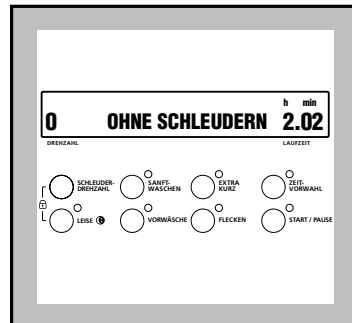 h min
0 OHNE SCHLEUDERN 2.02
DREHZAHL LAUFZEIT
SCHLEUDER-
DREHZAHL
SANFT-
WASCHEN
EXTRA
KURZ
ZEIT-
VORWAHL
LEISE
VORWÄSCHE
FLECKEN
START / PAUSE